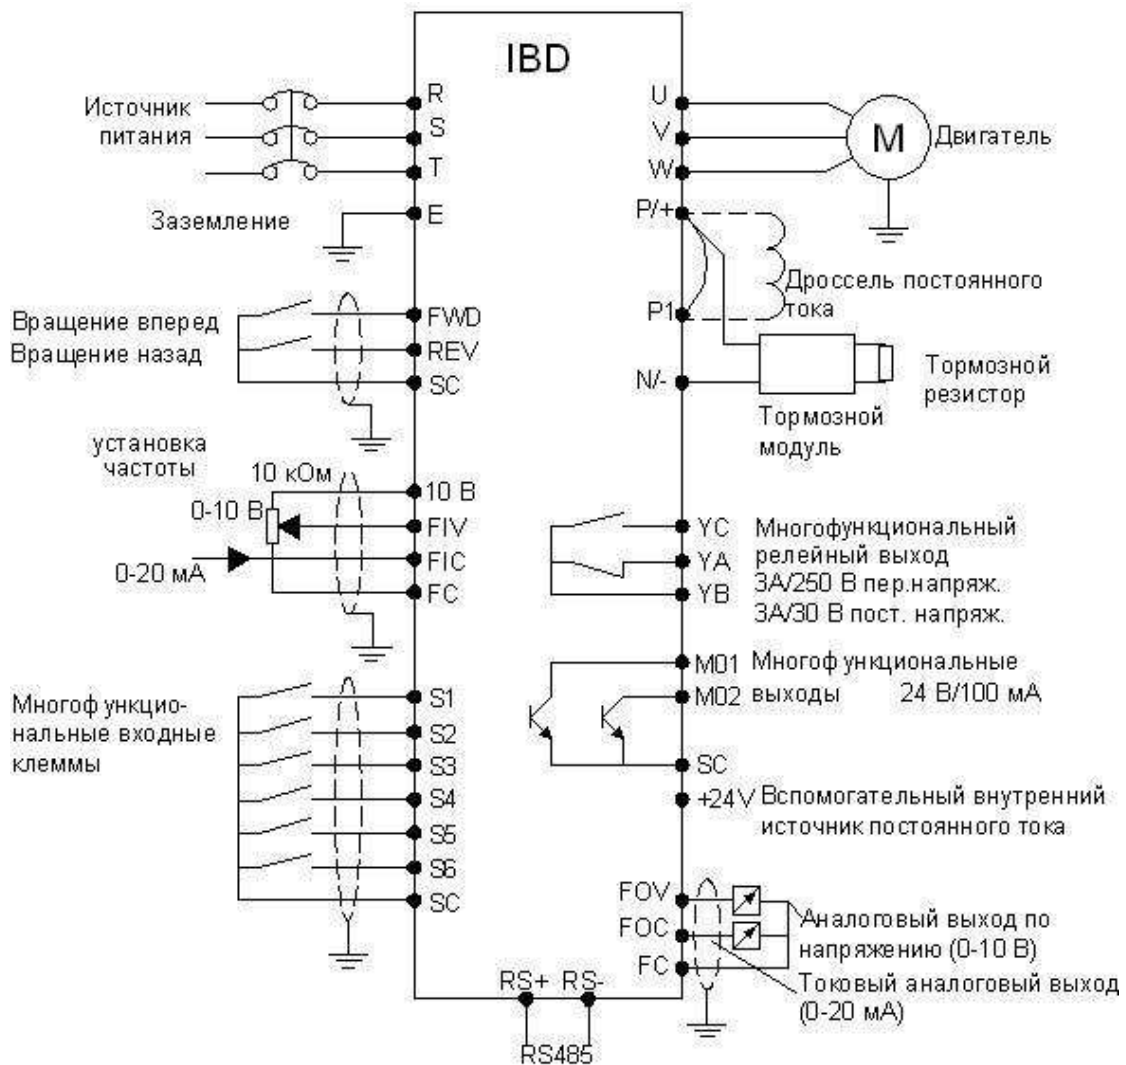 IBD
Источник
питания
R
S
T
Заземление
E
Вращение вперед
FWD
Вращение назад
REV
SC
установка
частоты
10 кОм
10 В
0-10 В
FIV
FIC
0-20 мА
FC
Многофункцио-
нальные входные
клеммы
S1
S2
S3
S4
S5
S6
SC
RS+ RS-
RS485
U
V
W
M
Двигатель
P/+
Дроссель постоянного
тока
P1
N/-
Тормозной
резистор
Тормозной
модуль
YC
YA
YB
Многофункциональный
релейный выход
3А/250 В пер.напряж.
3А/30 В пост. напряж.
M01
M02
Многофункциональные
выходы 24 В/100 мА
SC
+24V
Вспомогательный внутренний
источник постоянного тока
FOV
FOC
FC
Аналоговый выход по
напряжению (0-10 В)
Токовый аналоговый выход
(0-20 мА)